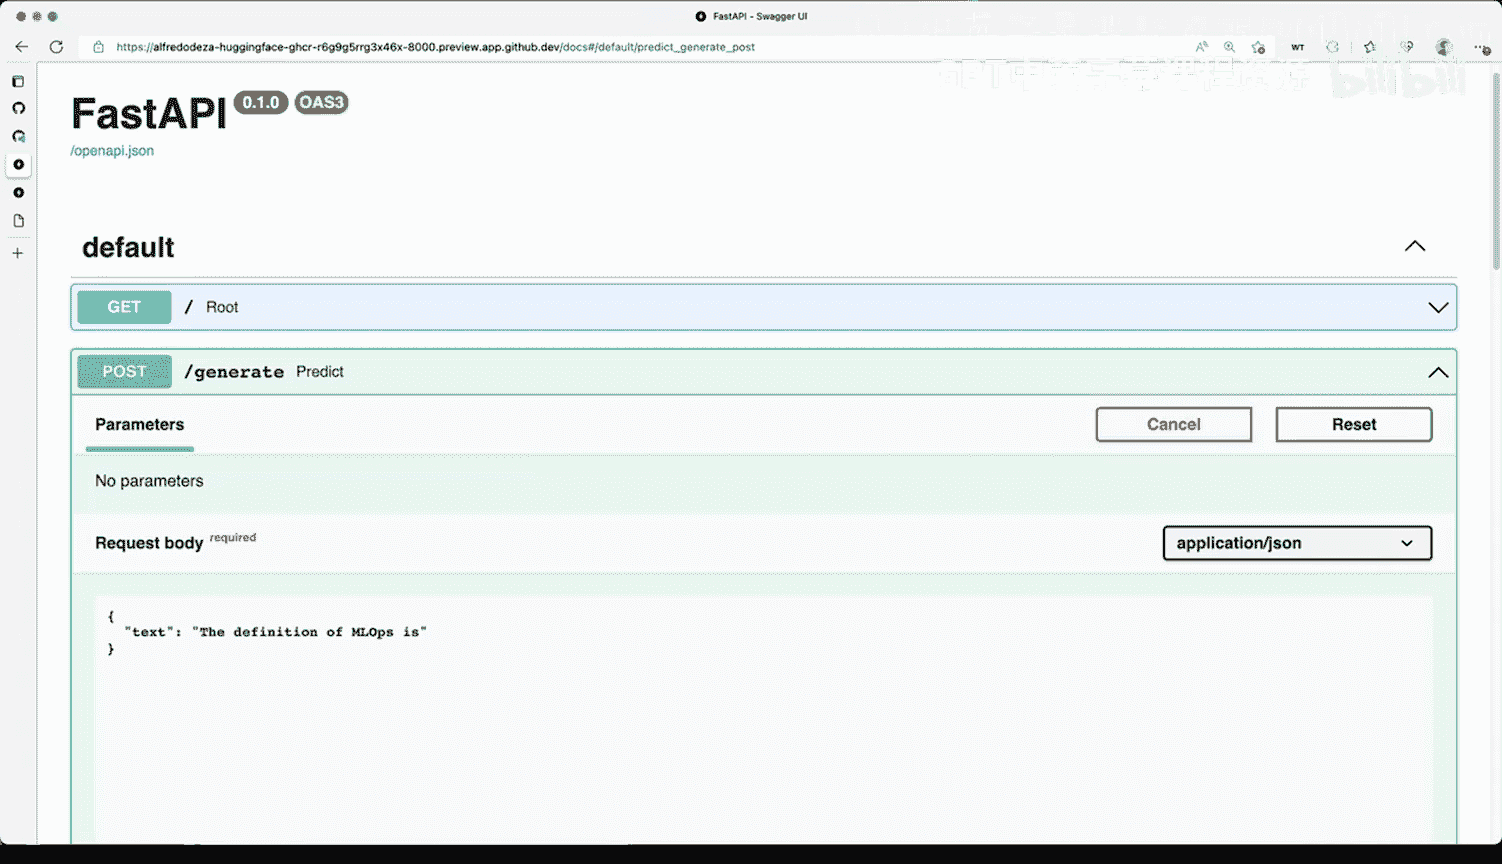 FastAPI - Swagger UI
https://alfredodeza-huggingface-ghcr-r6g9g5rrg3x46x-8000.preview.app.github.dev/docs#/default/predict_generate_post
WT
bilibili
FastAPI 0.1.0 OAS3
/openapi.json
default
GET / Root
POST /generate Predict
Parameters Cancel Reset
No parameters
Request body required application/json
{
"text": "The definition of MLOps is"
}